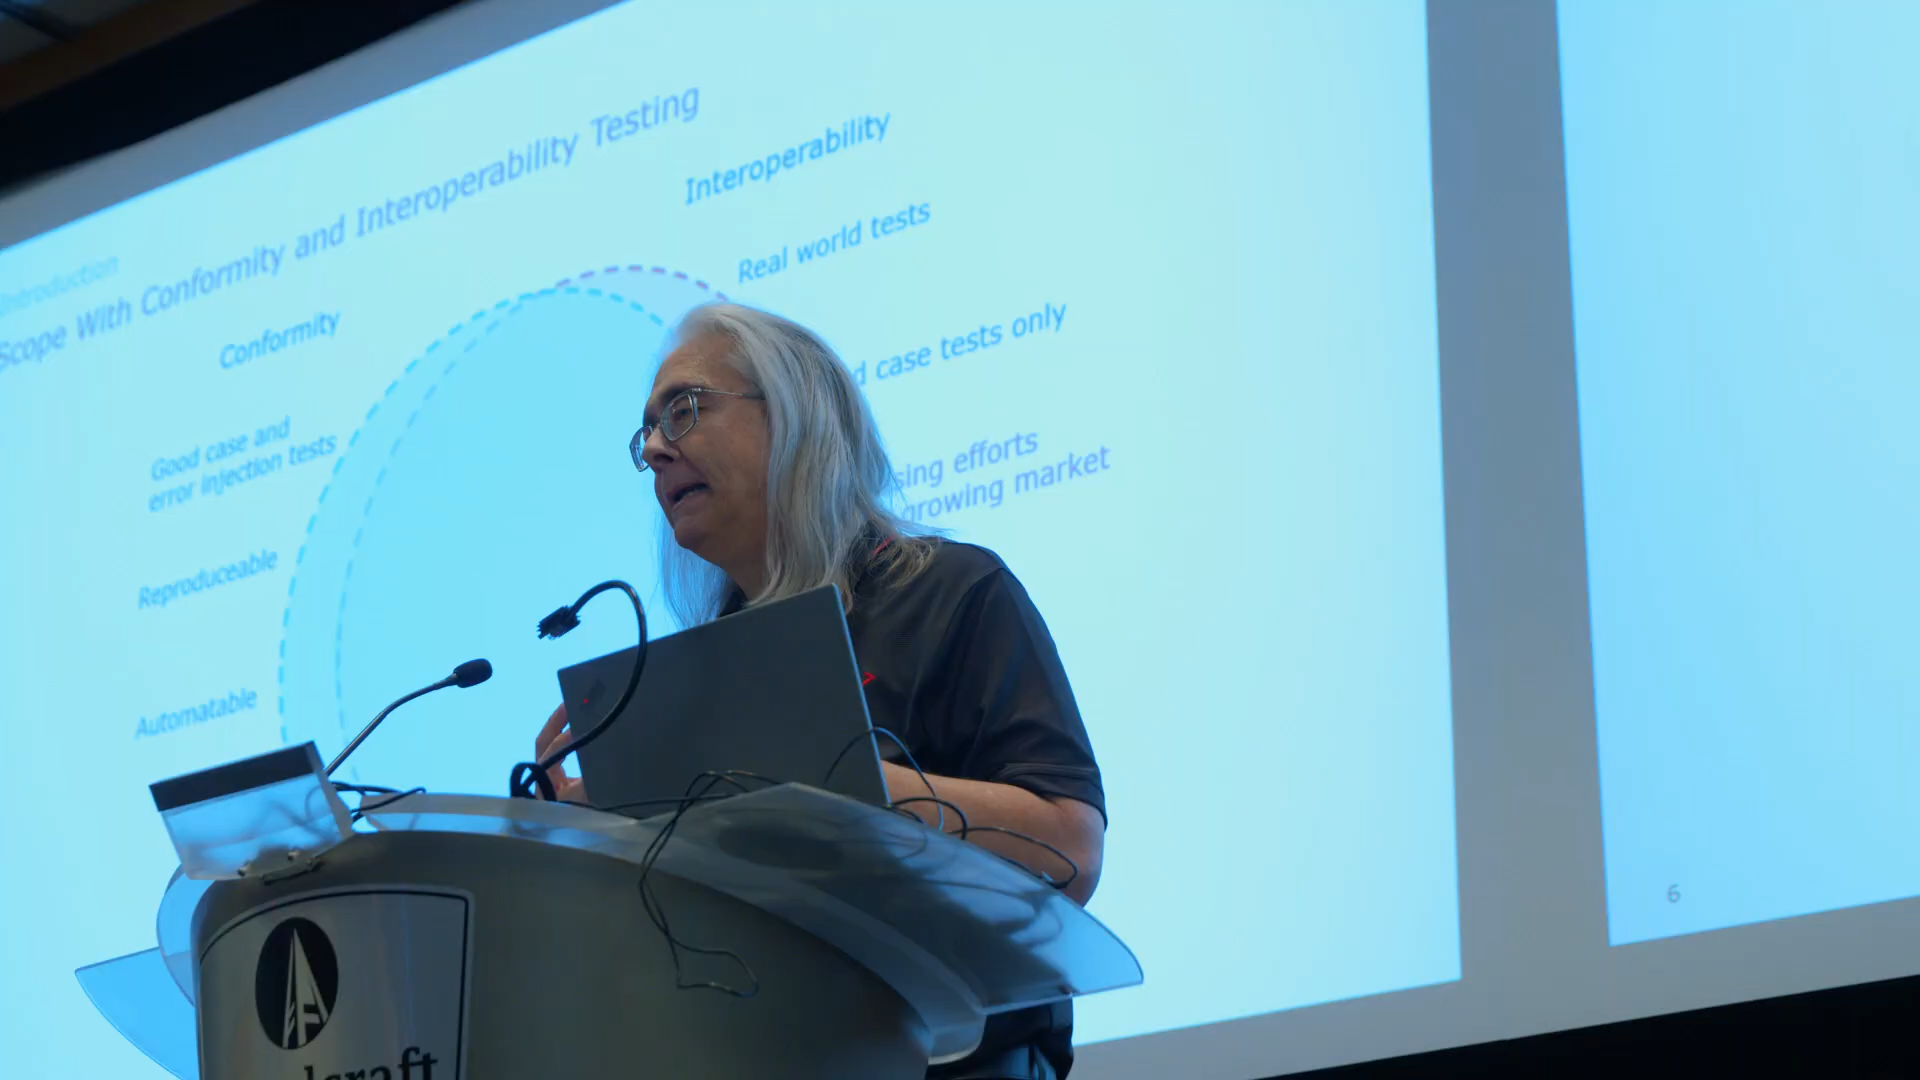 Introduction
Scope With Conformity and Interoperability Testing
Conformity
Good case and
error injection tests
Reproduceable
Automatable
Interoperability
Real world tests
case tests only
efforts
growing market
6